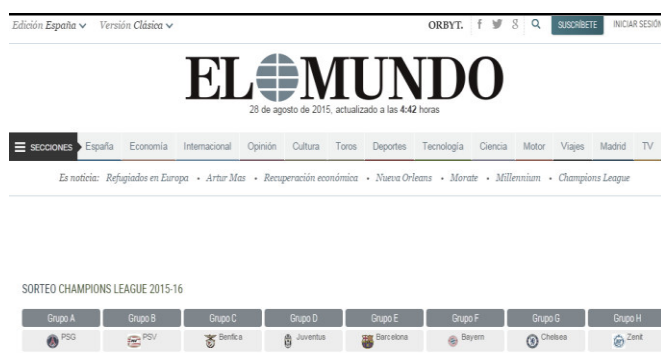 Edición España Versión Clásica ORBYT. f g SUSCRÍBETE INICIAR SESIÓN
EL MUNDO
28 de agosto de 2015, actualizado a las 4:42 horas
SECCIONES España Economía Internacional Opinión Cultura Toros Deportes Tecnología Ciencia Motor Viajes Madrid TV
Es noticia: Refugiados en Europa • Artur Mas • Recuperación económica • Nueva Orleans • Morate • Millennium • Champions League
SORTEO CHAMPIONS LEAGUE 2015-16
Grupo A Grupo B Grupo C Grupo D Grupo E Grupo F Grupo G Grupo H
PSG PSV Benfica Juventus Barcelona Bayern Chelsea Zenit